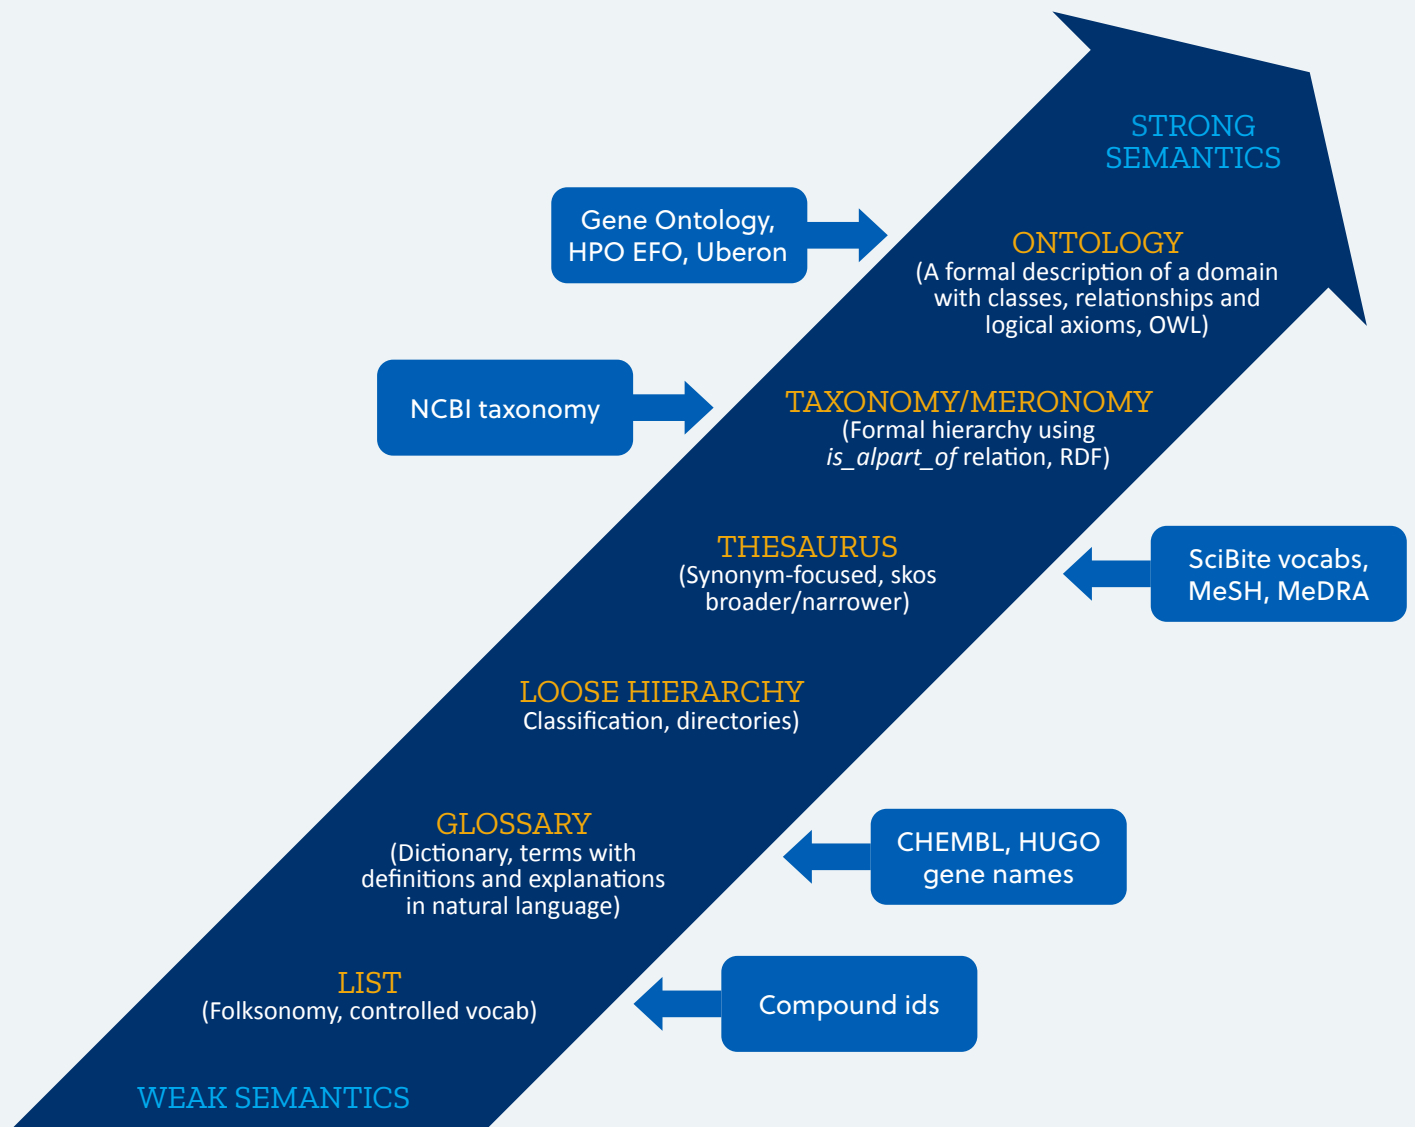 STRONG
SEMANTICS
Gene Ontology,
HPO EFO, Uberon
ONTOLOGY
(A formal description of a domain
with classes, relationships and
logical axioms, OWL)
NCBI taxonomy
TAXONOMY/MERONOMY
(Formal hierarchy using
is_alpart_of relation, RDF)
THESAURUS
(Synonym-focused, skos
broader/narrower)
SciBite vocabs,
MeSH, MeDRA
LOOSE HIERARCHY
Classification, directories)
GLOSSARY
(Dictionary, terms with
definitions and explanations
in natural language)
CHEMBL, HUGO
gene names
LIST
(Folksonomy, controlled vocab)
Compound ids
WEAK SEMANTICS